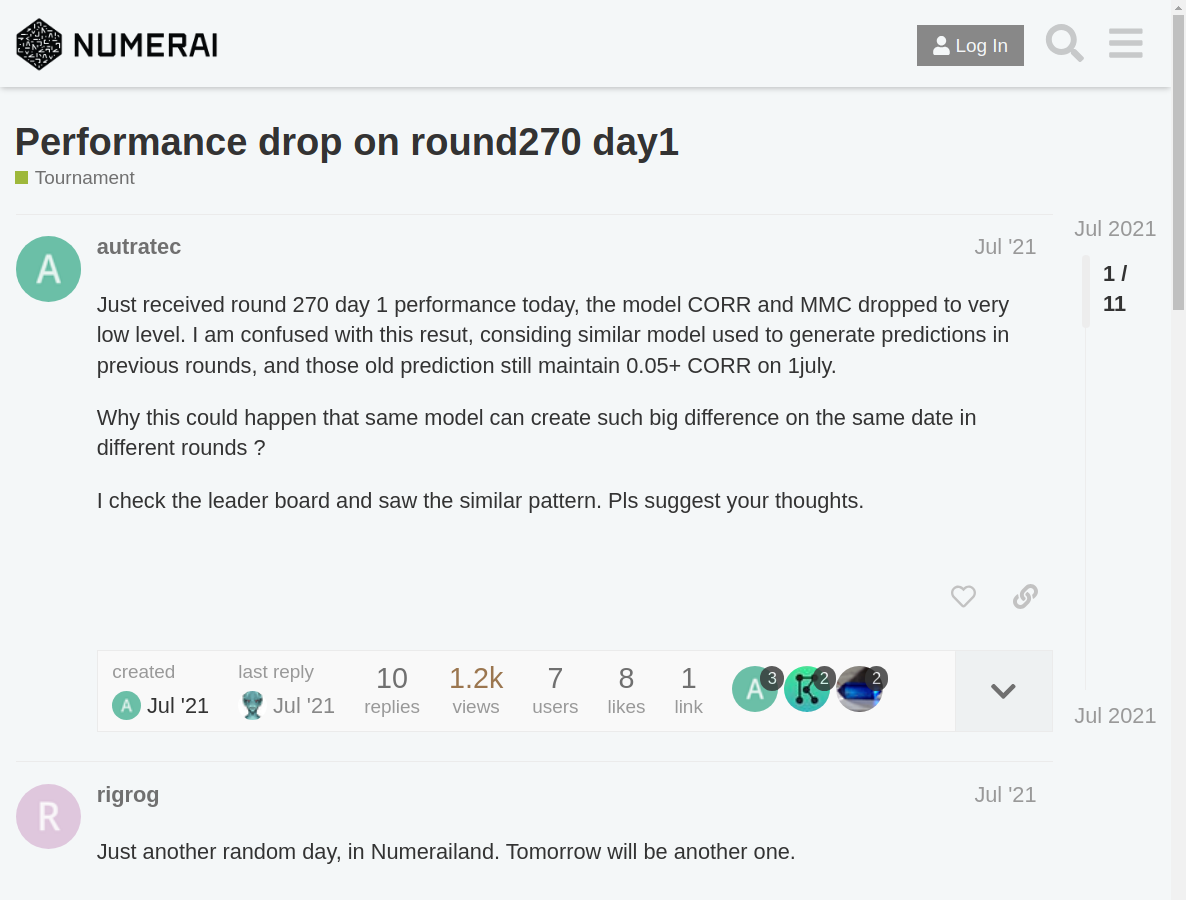 NUMERAI
Log In
Performance drop on round270 day1
Tournament
Jul 2021
A
autratec
Jul '21
1 /
11
Just received round 270 day 1 performance today, the model CORR and MMC dropped to very
low level. I am confused with this resut, considing similar model used to generate predictions in
previous rounds, and those old prediction still maintain 0.05+ CORR on 1july.
Why this could happen that same model can create such big difference on the same date in
different rounds ?
I check the leader board and saw the similar pattern. Pls suggest your thoughts.
created
last reply
10
1.2k
7
8
1
A
3
2
2
A
Jul '21
Jul '21
replies
views
users
likes
link
Jul 2021
R
rigrog
Jul '21
Just another random day, in Numerailand. Tomorrow will be another one.